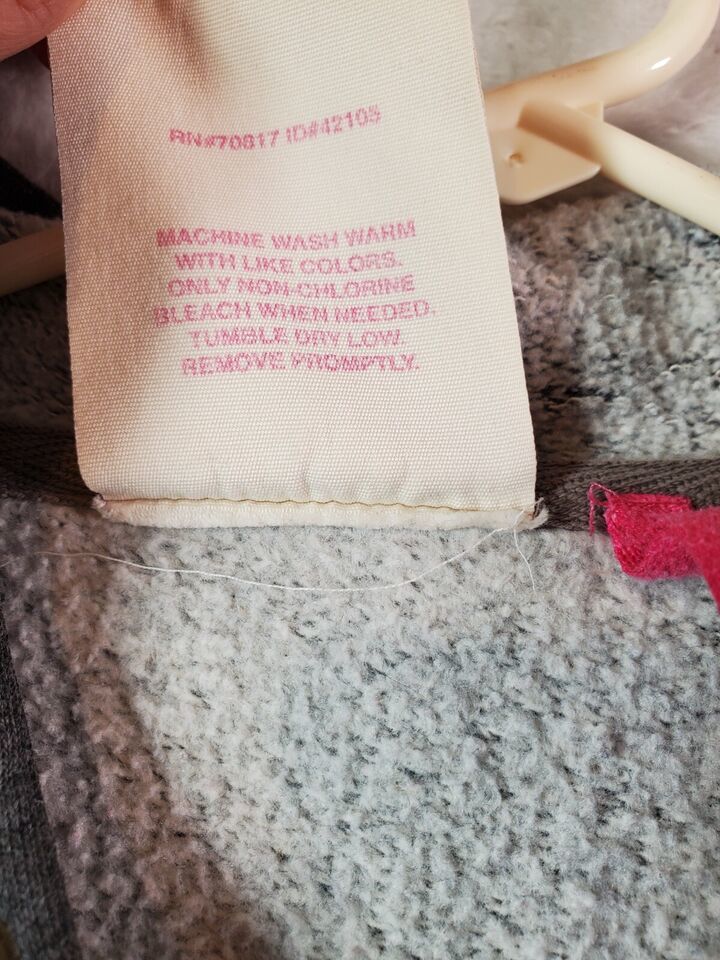 RN#70817 ID#42105
MACHINE WASH WARM
WITH LIKE COLORS.
ONLY NON-CHLORINE
BLEACH WHEN NEEDED.
TUMBLE DRY LOW.
REMOVE PROMPTLY.